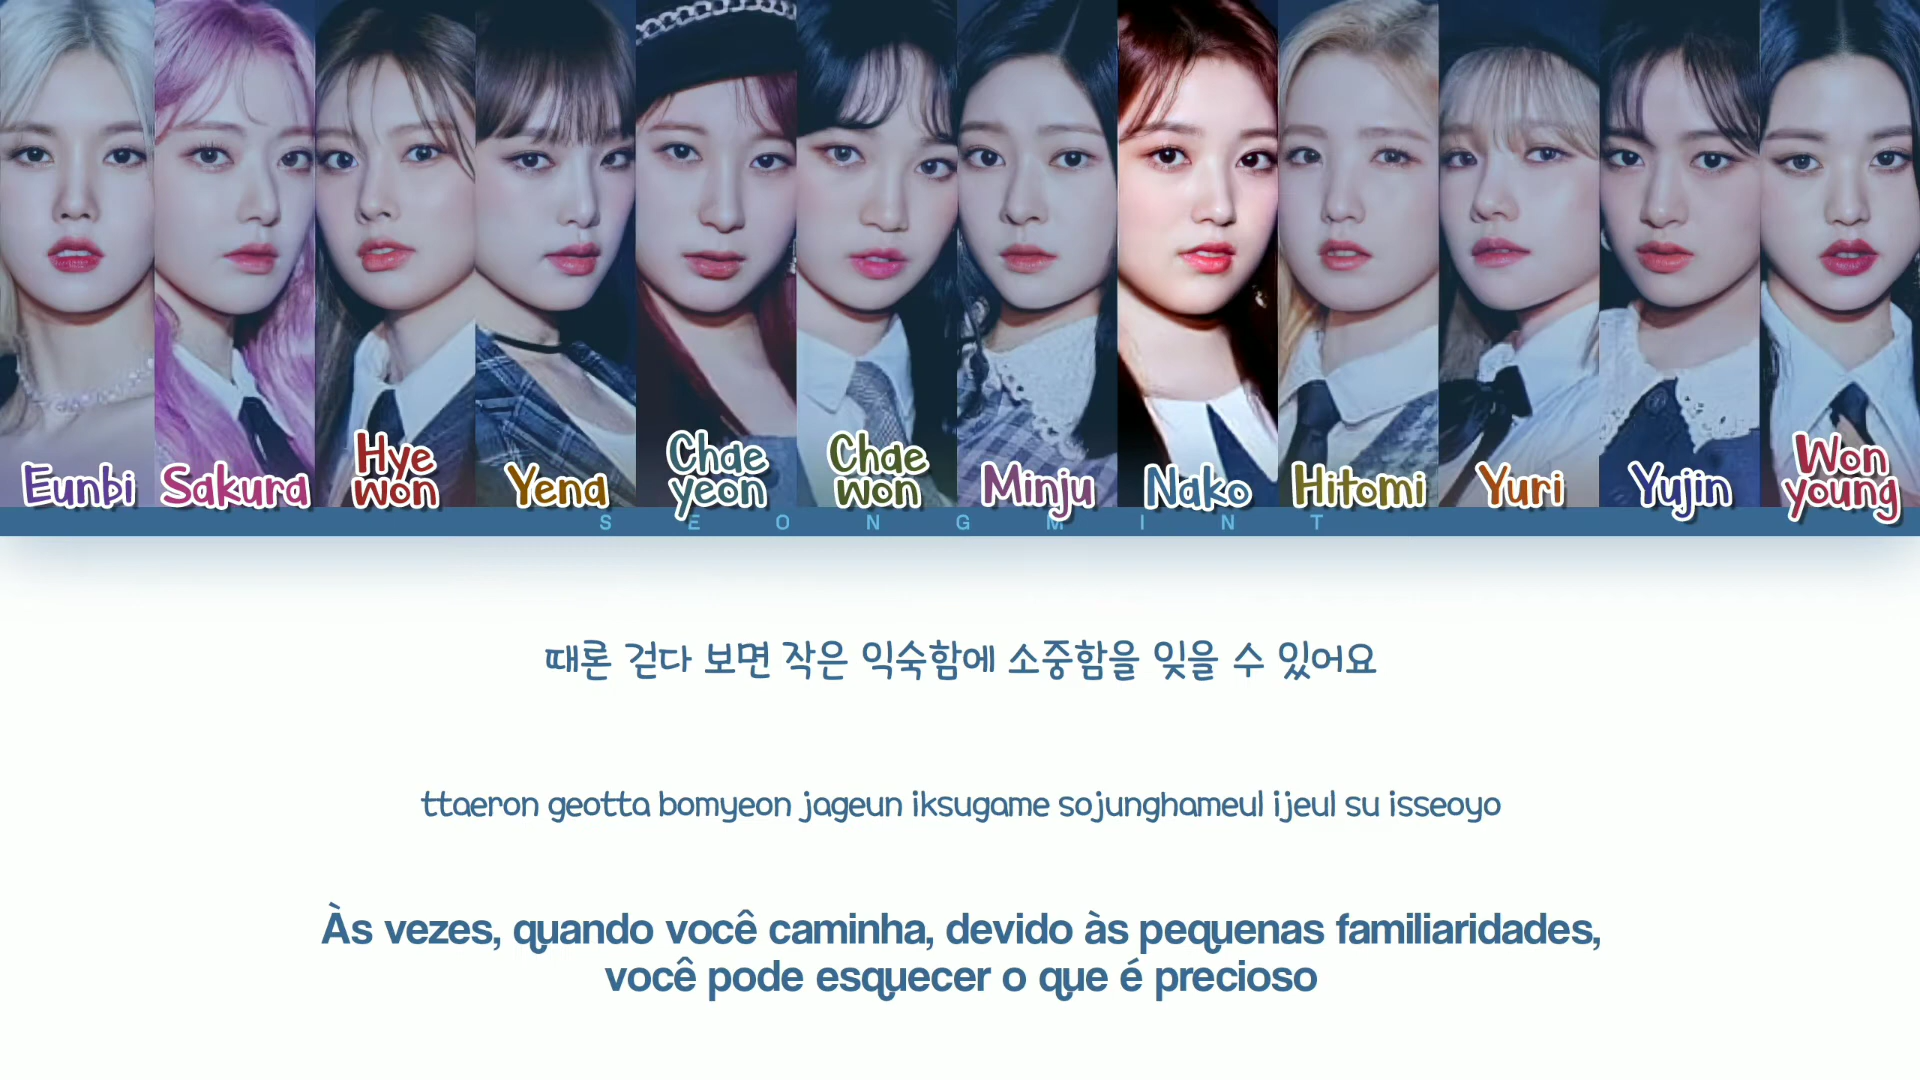 Eunbi
Sakura
Hye
won
Yena
Chae
yeon
Chae
won
Minju
Nako
Hitomi
Yuri
Yujin
Won
young
SEONGMINT
때론 걷다 보면 작은 익숙함에 소중함을 잊을 수 있어요
ttaeron geotta bomyeon jageun iksugame sojunghameul ijeul su isseoyo
Às vezes, quando você caminha, devido às pequenas familiaridades,
você pode esquecer o que é precioso